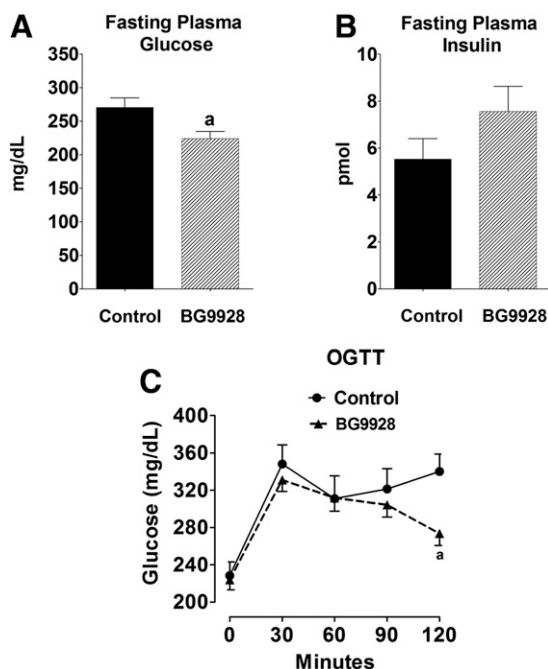 A
Fasting Plasma
Glucose
mg/dL
350
300
250
200
150
100
50
0
a
Control BG9928
B
Fasting Plasma
Insulin
pmol
10
8
6
4
2
0
Control BG9928
C
OGTT
Control
BG9928
Glucose (mg/dL)
400
360
320
280
240
200
a
0 30 60 90 120
Minutes